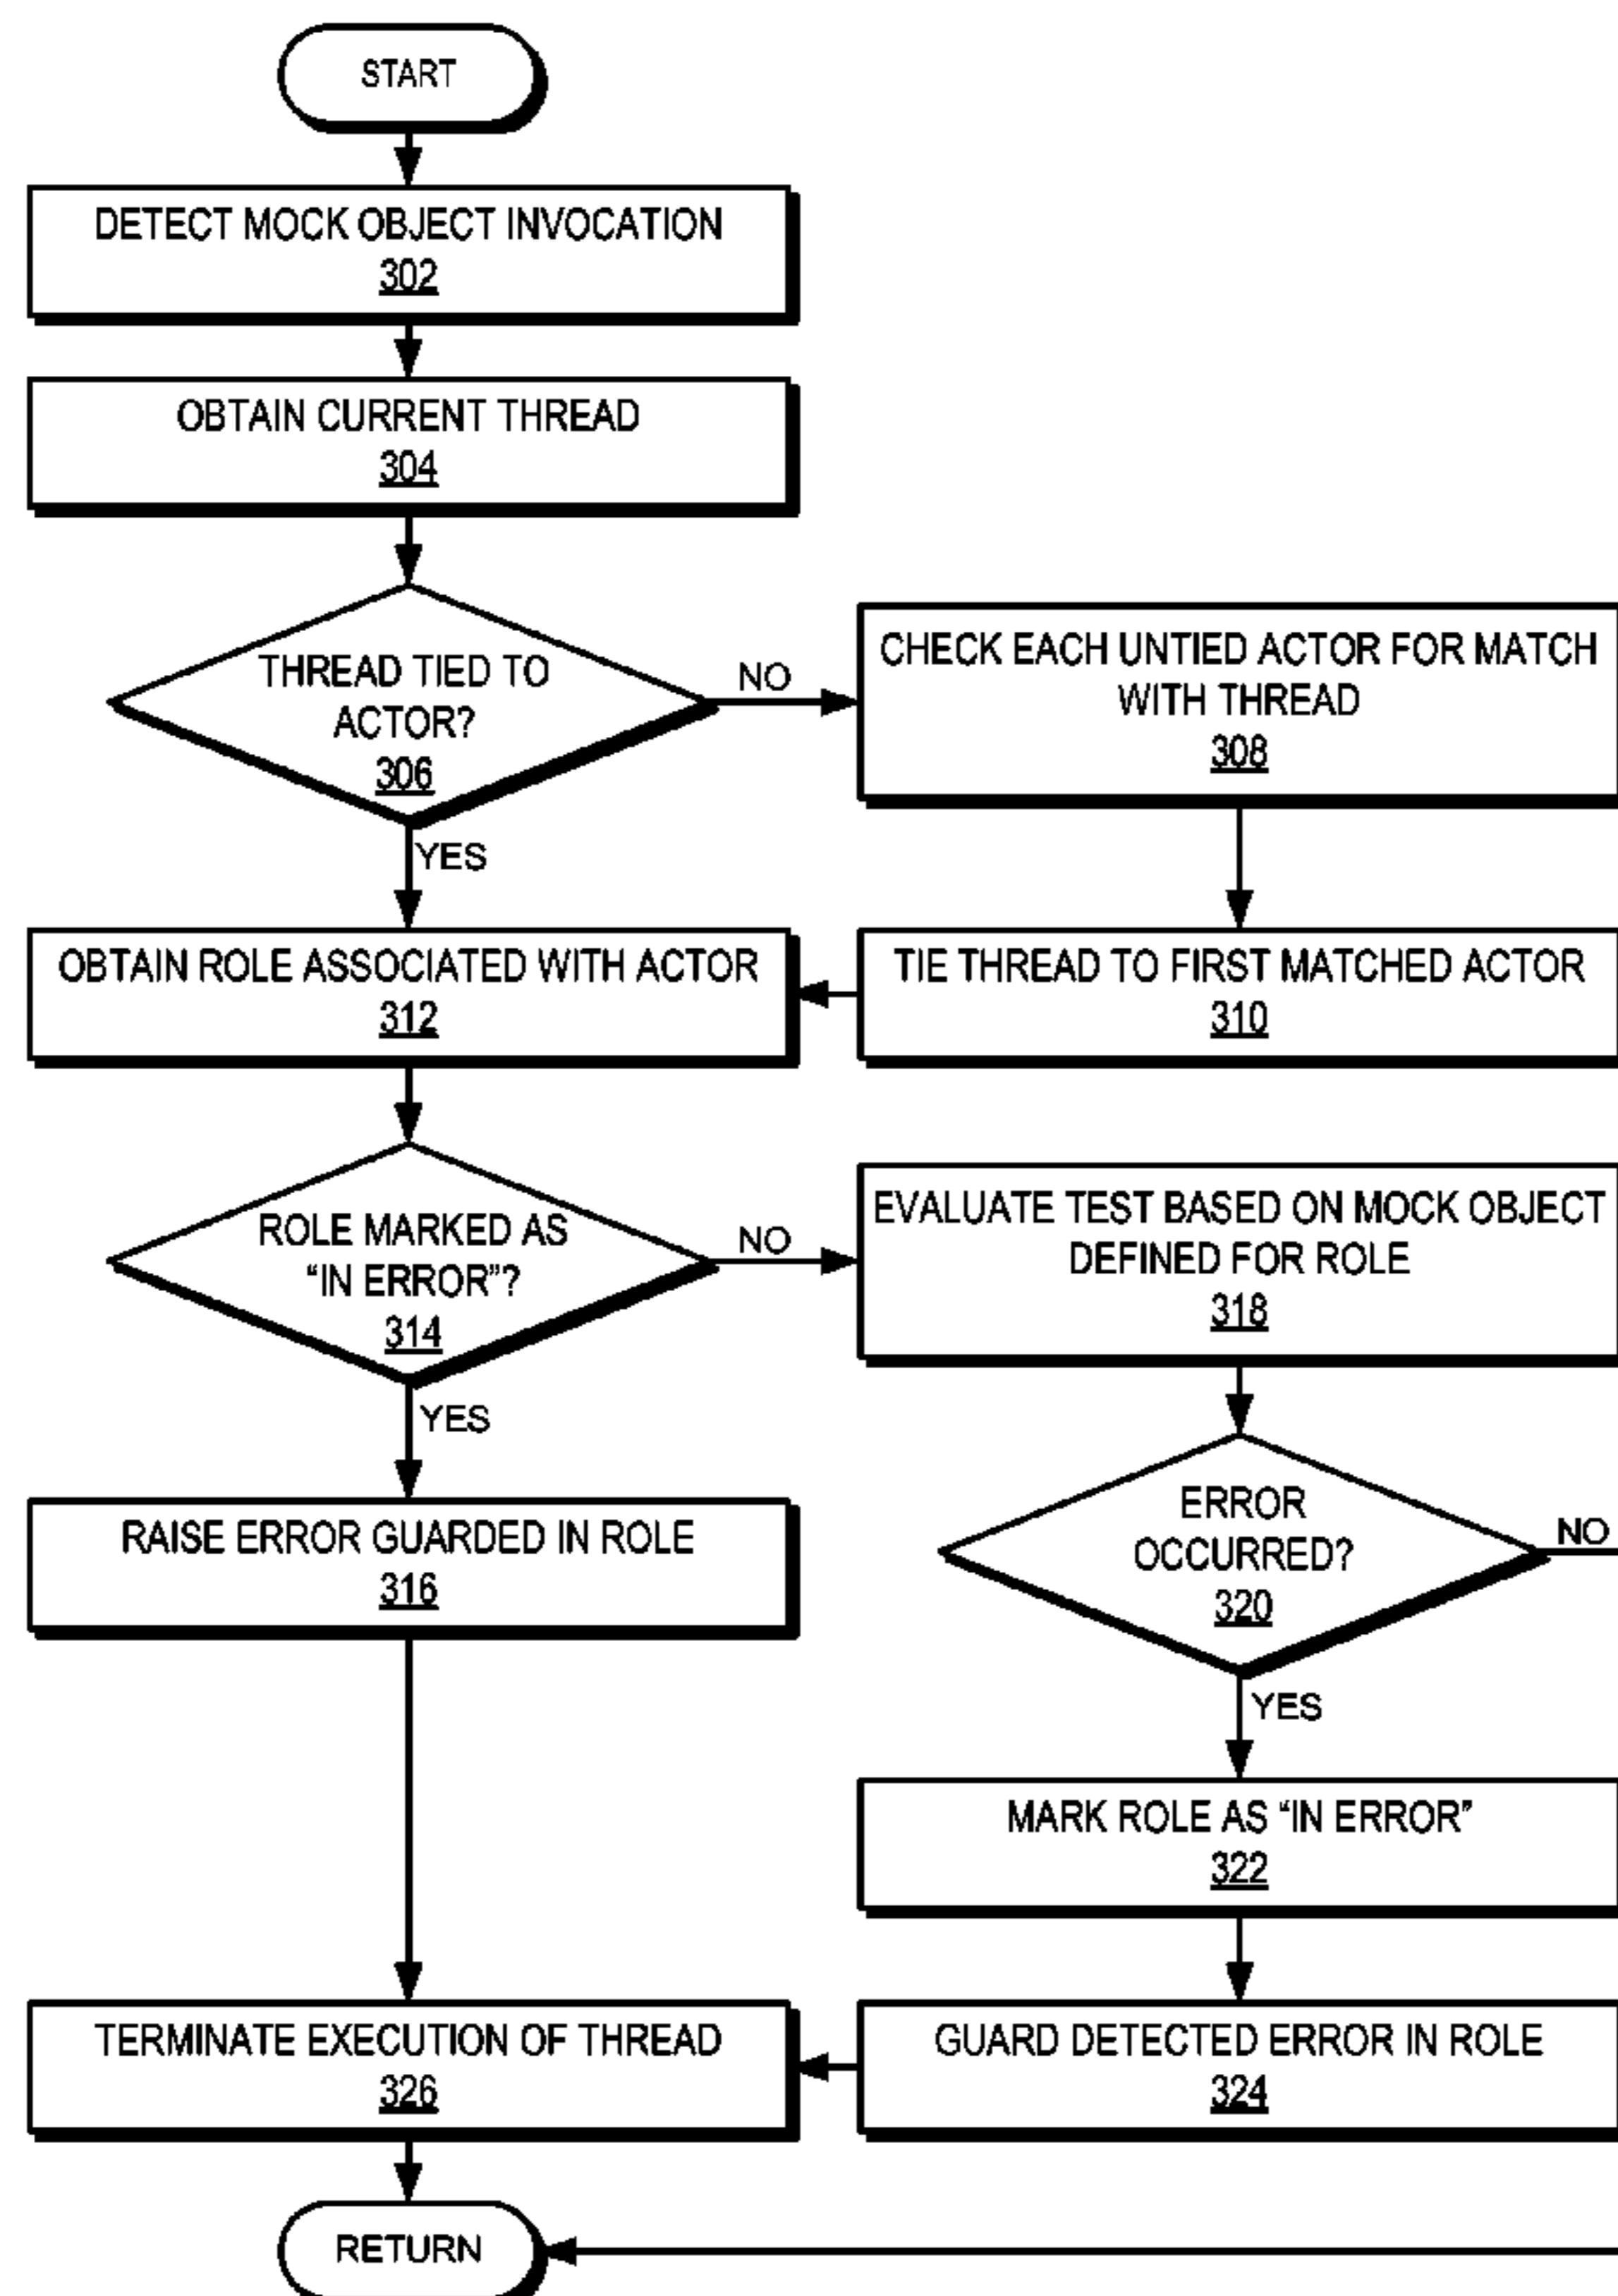 START
DETECT MOCK OBJECT INVOCATION
302
OBTAIN CURRENT THREAD
304
THREAD TIED TO
ACTOR?
306
NO
YES
CHECK EACH UNTIED ACTOR FOR MATCH
WITH THREAD
308
TIE THREAD TO FIRST MATCHED ACTOR
310
OBTAIN ROLE ASSOCIATED WITH ACTOR
312
ROLE MARKED AS
“IN ERROR”?
314
NO
YES
EVALUATE TEST BASED ON MOCK OBJECT
DEFINED FOR ROLE
318
RAISE ERROR GUARDED IN ROLE
316
ERROR
OCCURRED?
320
NO
YES
MARK ROLE AS “IN ERROR”
322
GUARD DETECTED ERROR IN ROLE
324
TERMINATE EXECUTION OF THREAD
326
RETURN